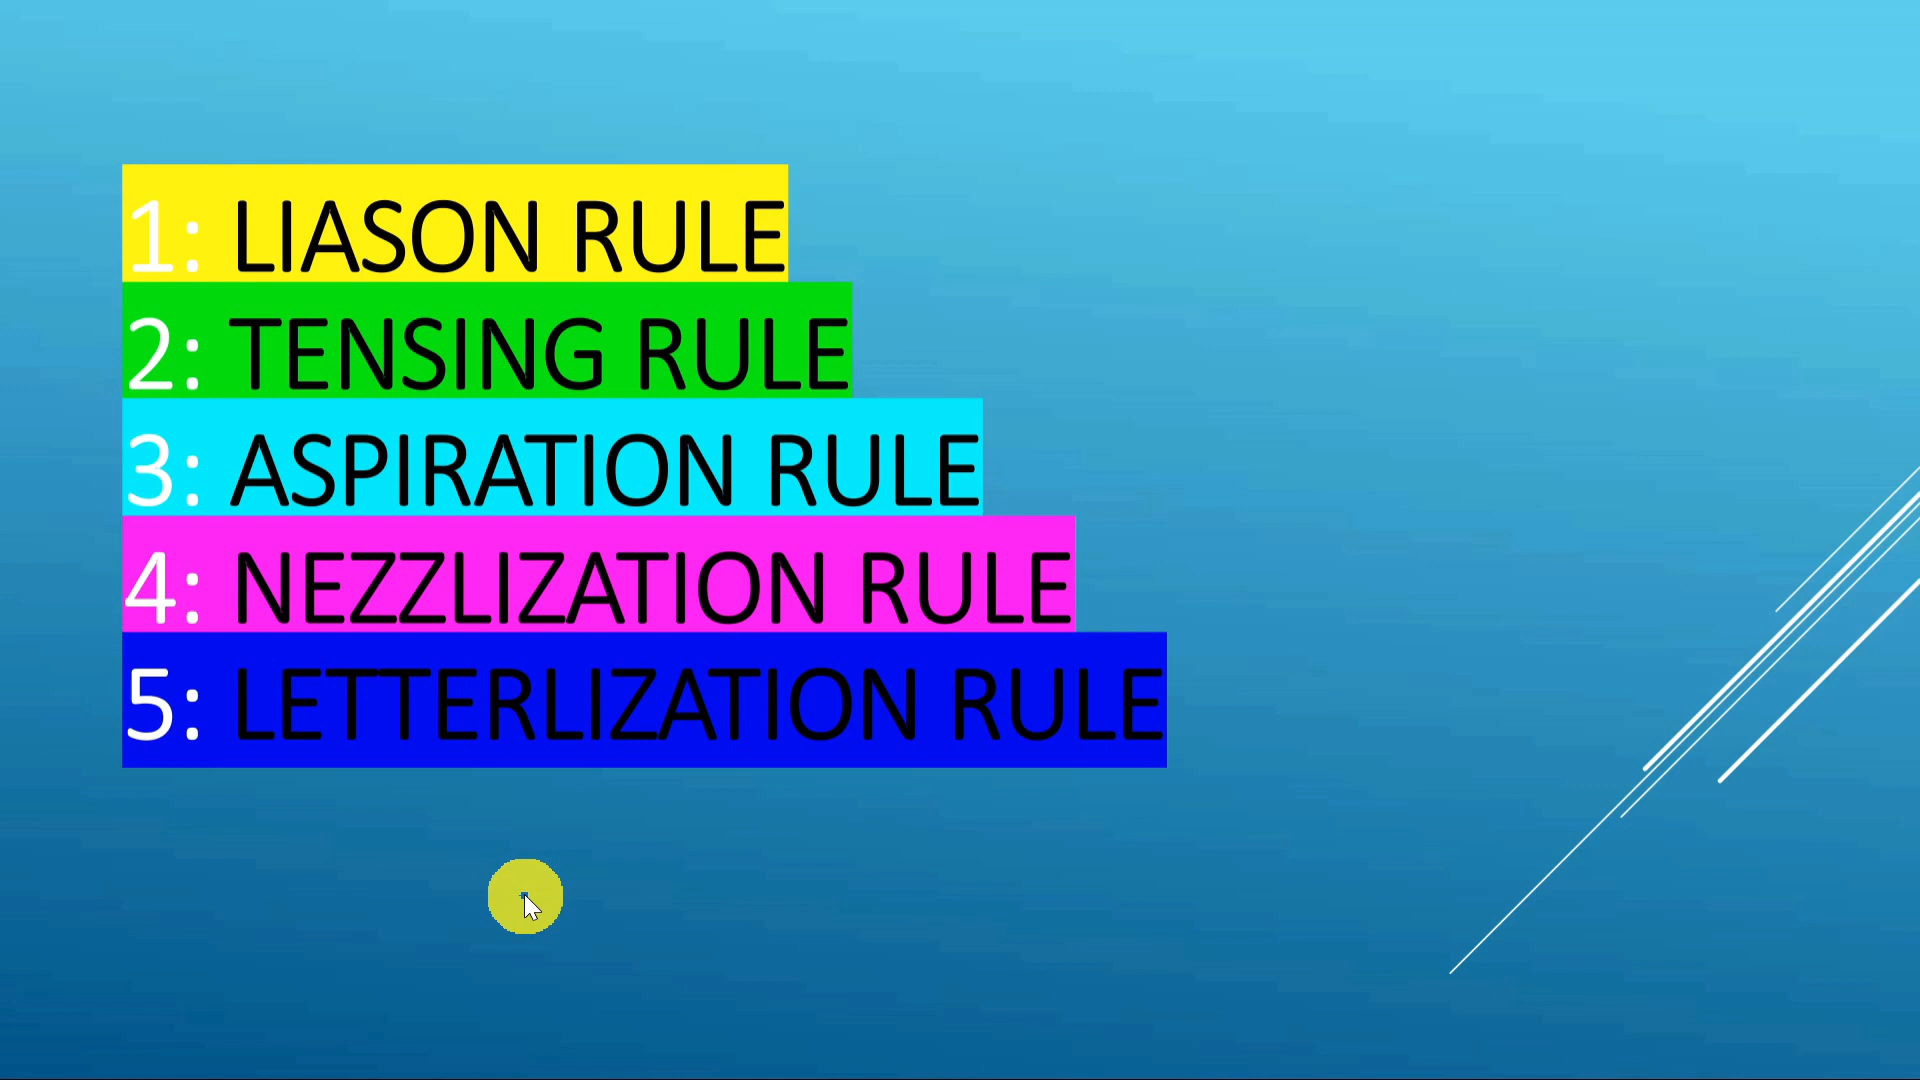 1: LIASON RULE
2: TENSING RULE
3: ASPIRATION RULE
4: NEZZLIZATION RULE
5: LETTERLIZATION RULE